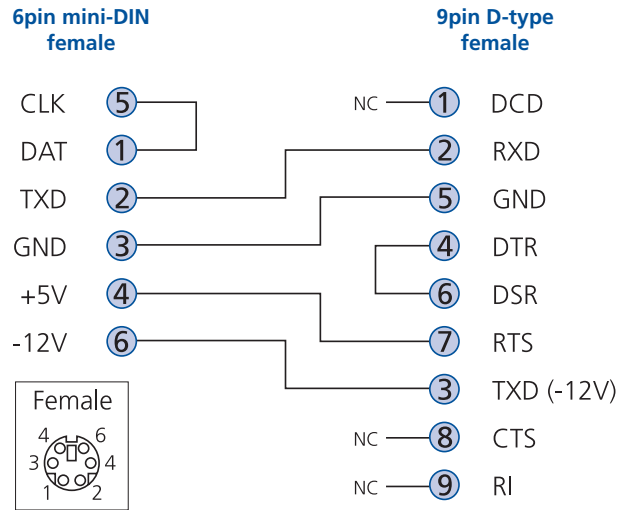 6pin mini-DIN
female
9pin D-type
female
CLK 5 NC 1 DCD
DAT 1 2 RXD
TXD 2 5 GND
GND 3 4 DTR
+5V 4 6 DSR
-12V 6 7 RTS
3 TXD (-12V)
NC 8 CTS
NC 9 RI
Female
4 6
3 4
1 2